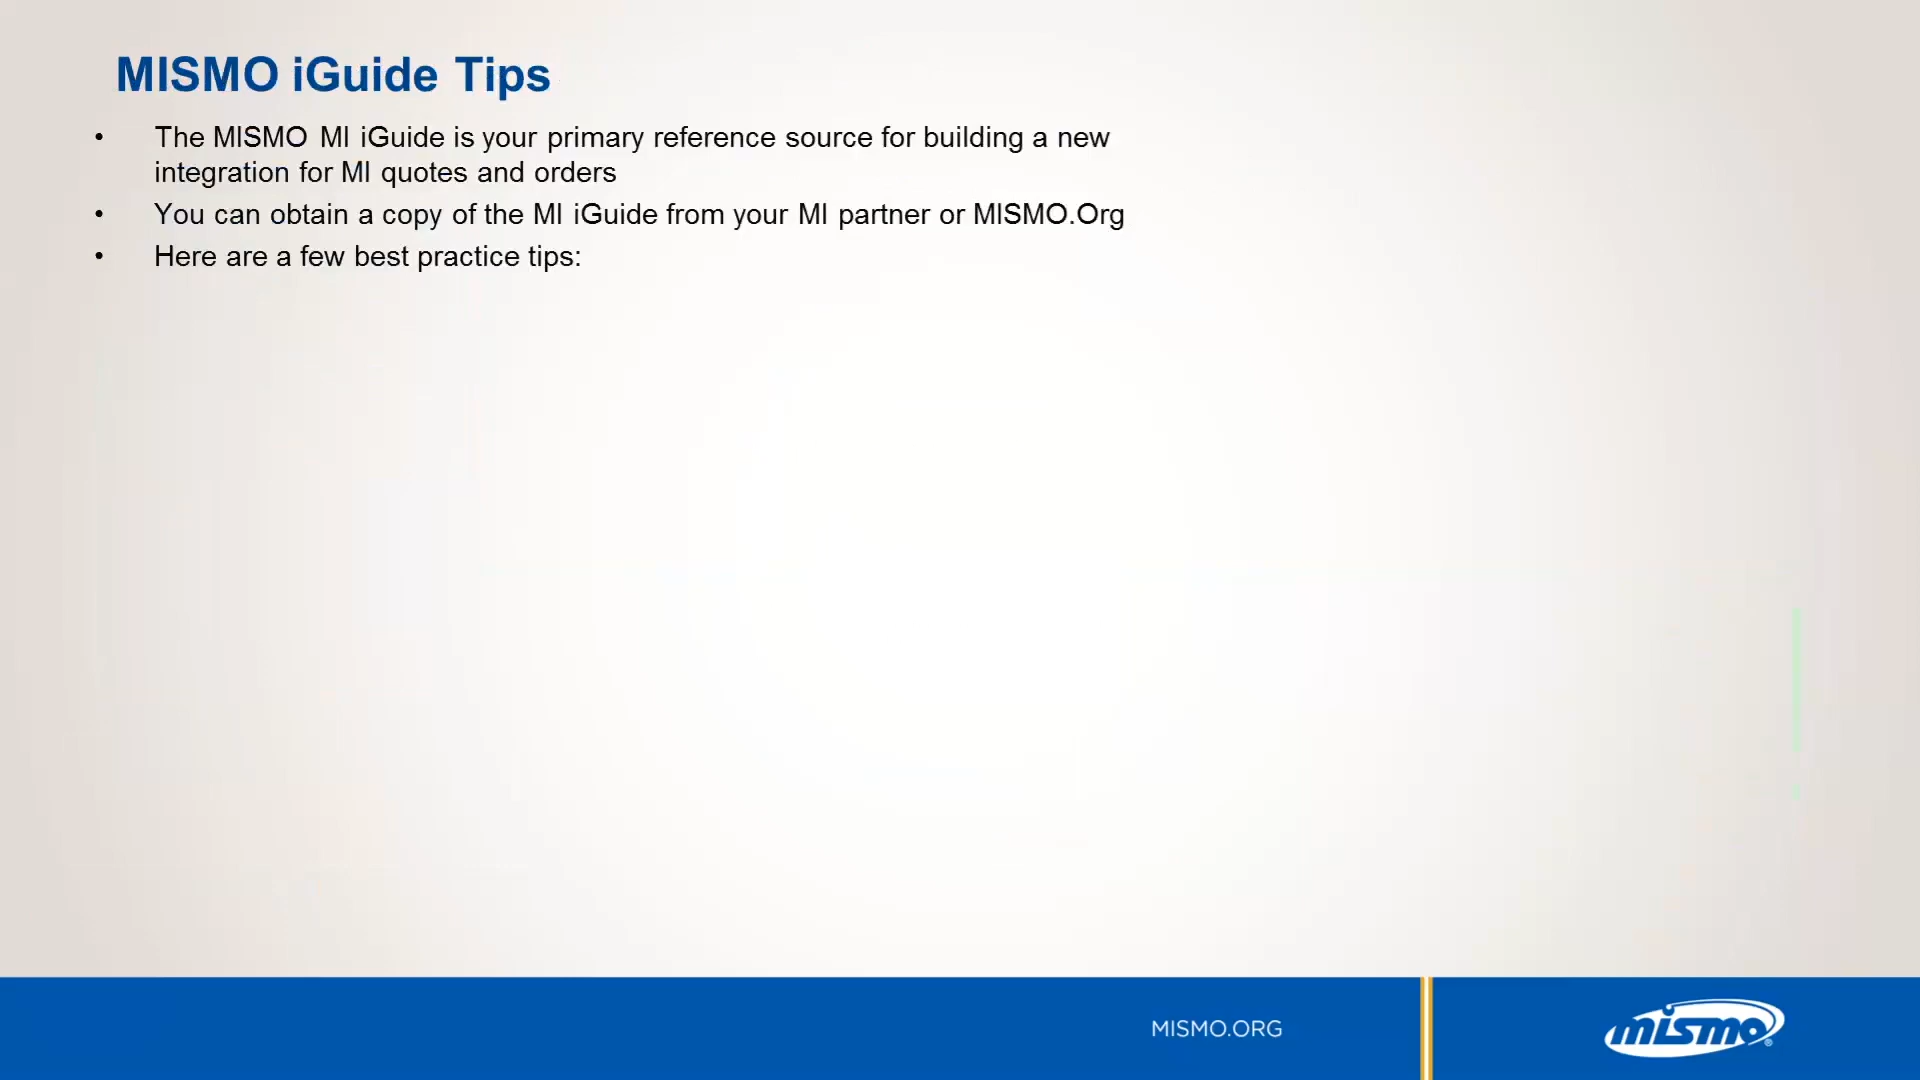 MISMO iGuide Tips
• The MISMO MI iGuide is your primary reference source for building a new
integration for MI quotes and orders
• You can obtain a copy of the MI iGuide from your MI partner or MISMO.Org
• Here are a few best practice tips:
MISMO.ORG
mismo®